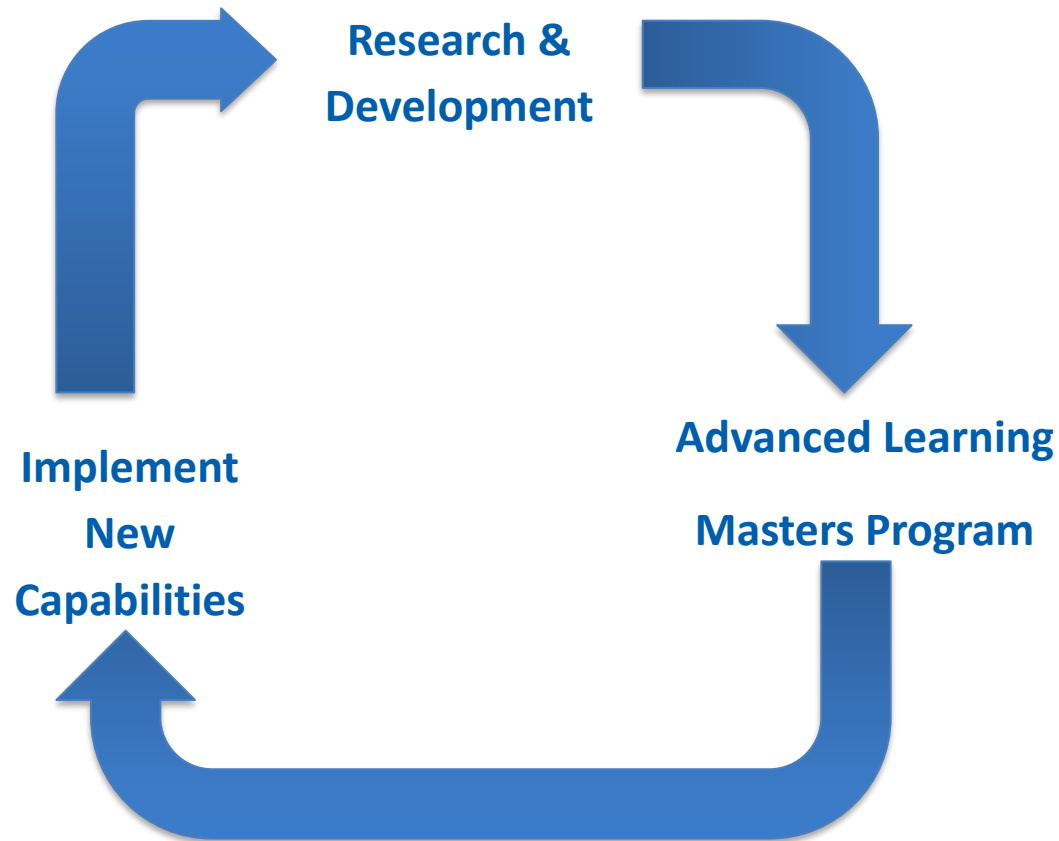 Research &
Development
Advanced Learning
Masters Program
Implement
New
Capabilities